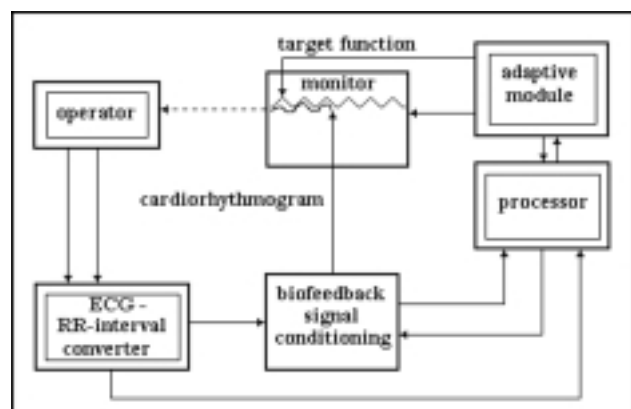 target function
monitor
adaptive
module
operator
cardiorhythmogram
processor
ECG -
RR-interval
converter
biofeedback
signal
conditioning